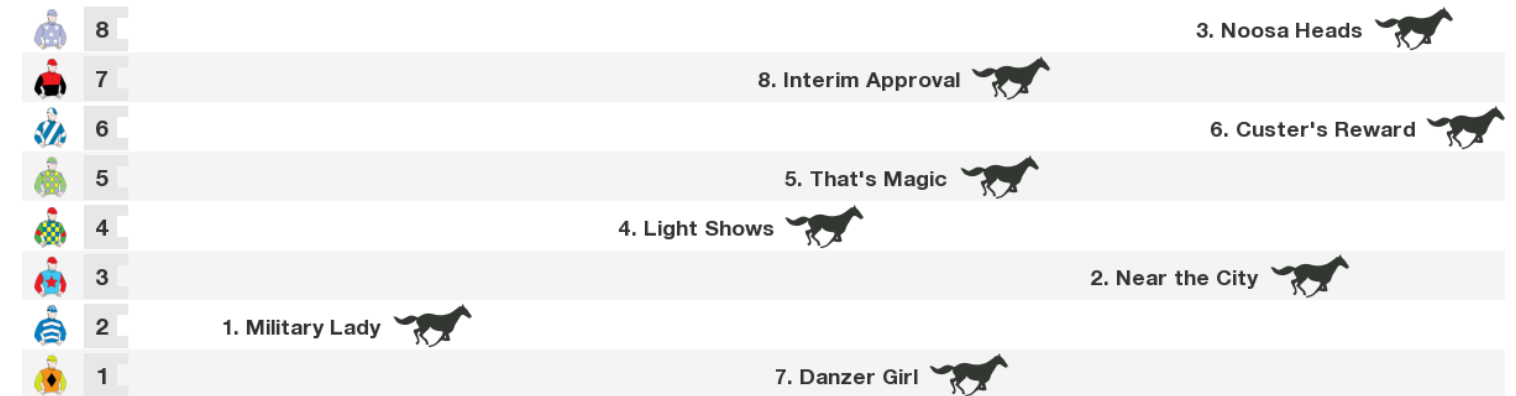 8 3. Noosa Heads
7 8. Interim Approval
6 6. Custer's Reward
5 5. That's Magic
4 4. Light Shows
3 2. Near the City
2 1. Military Lady
1 7. Danzer Girl